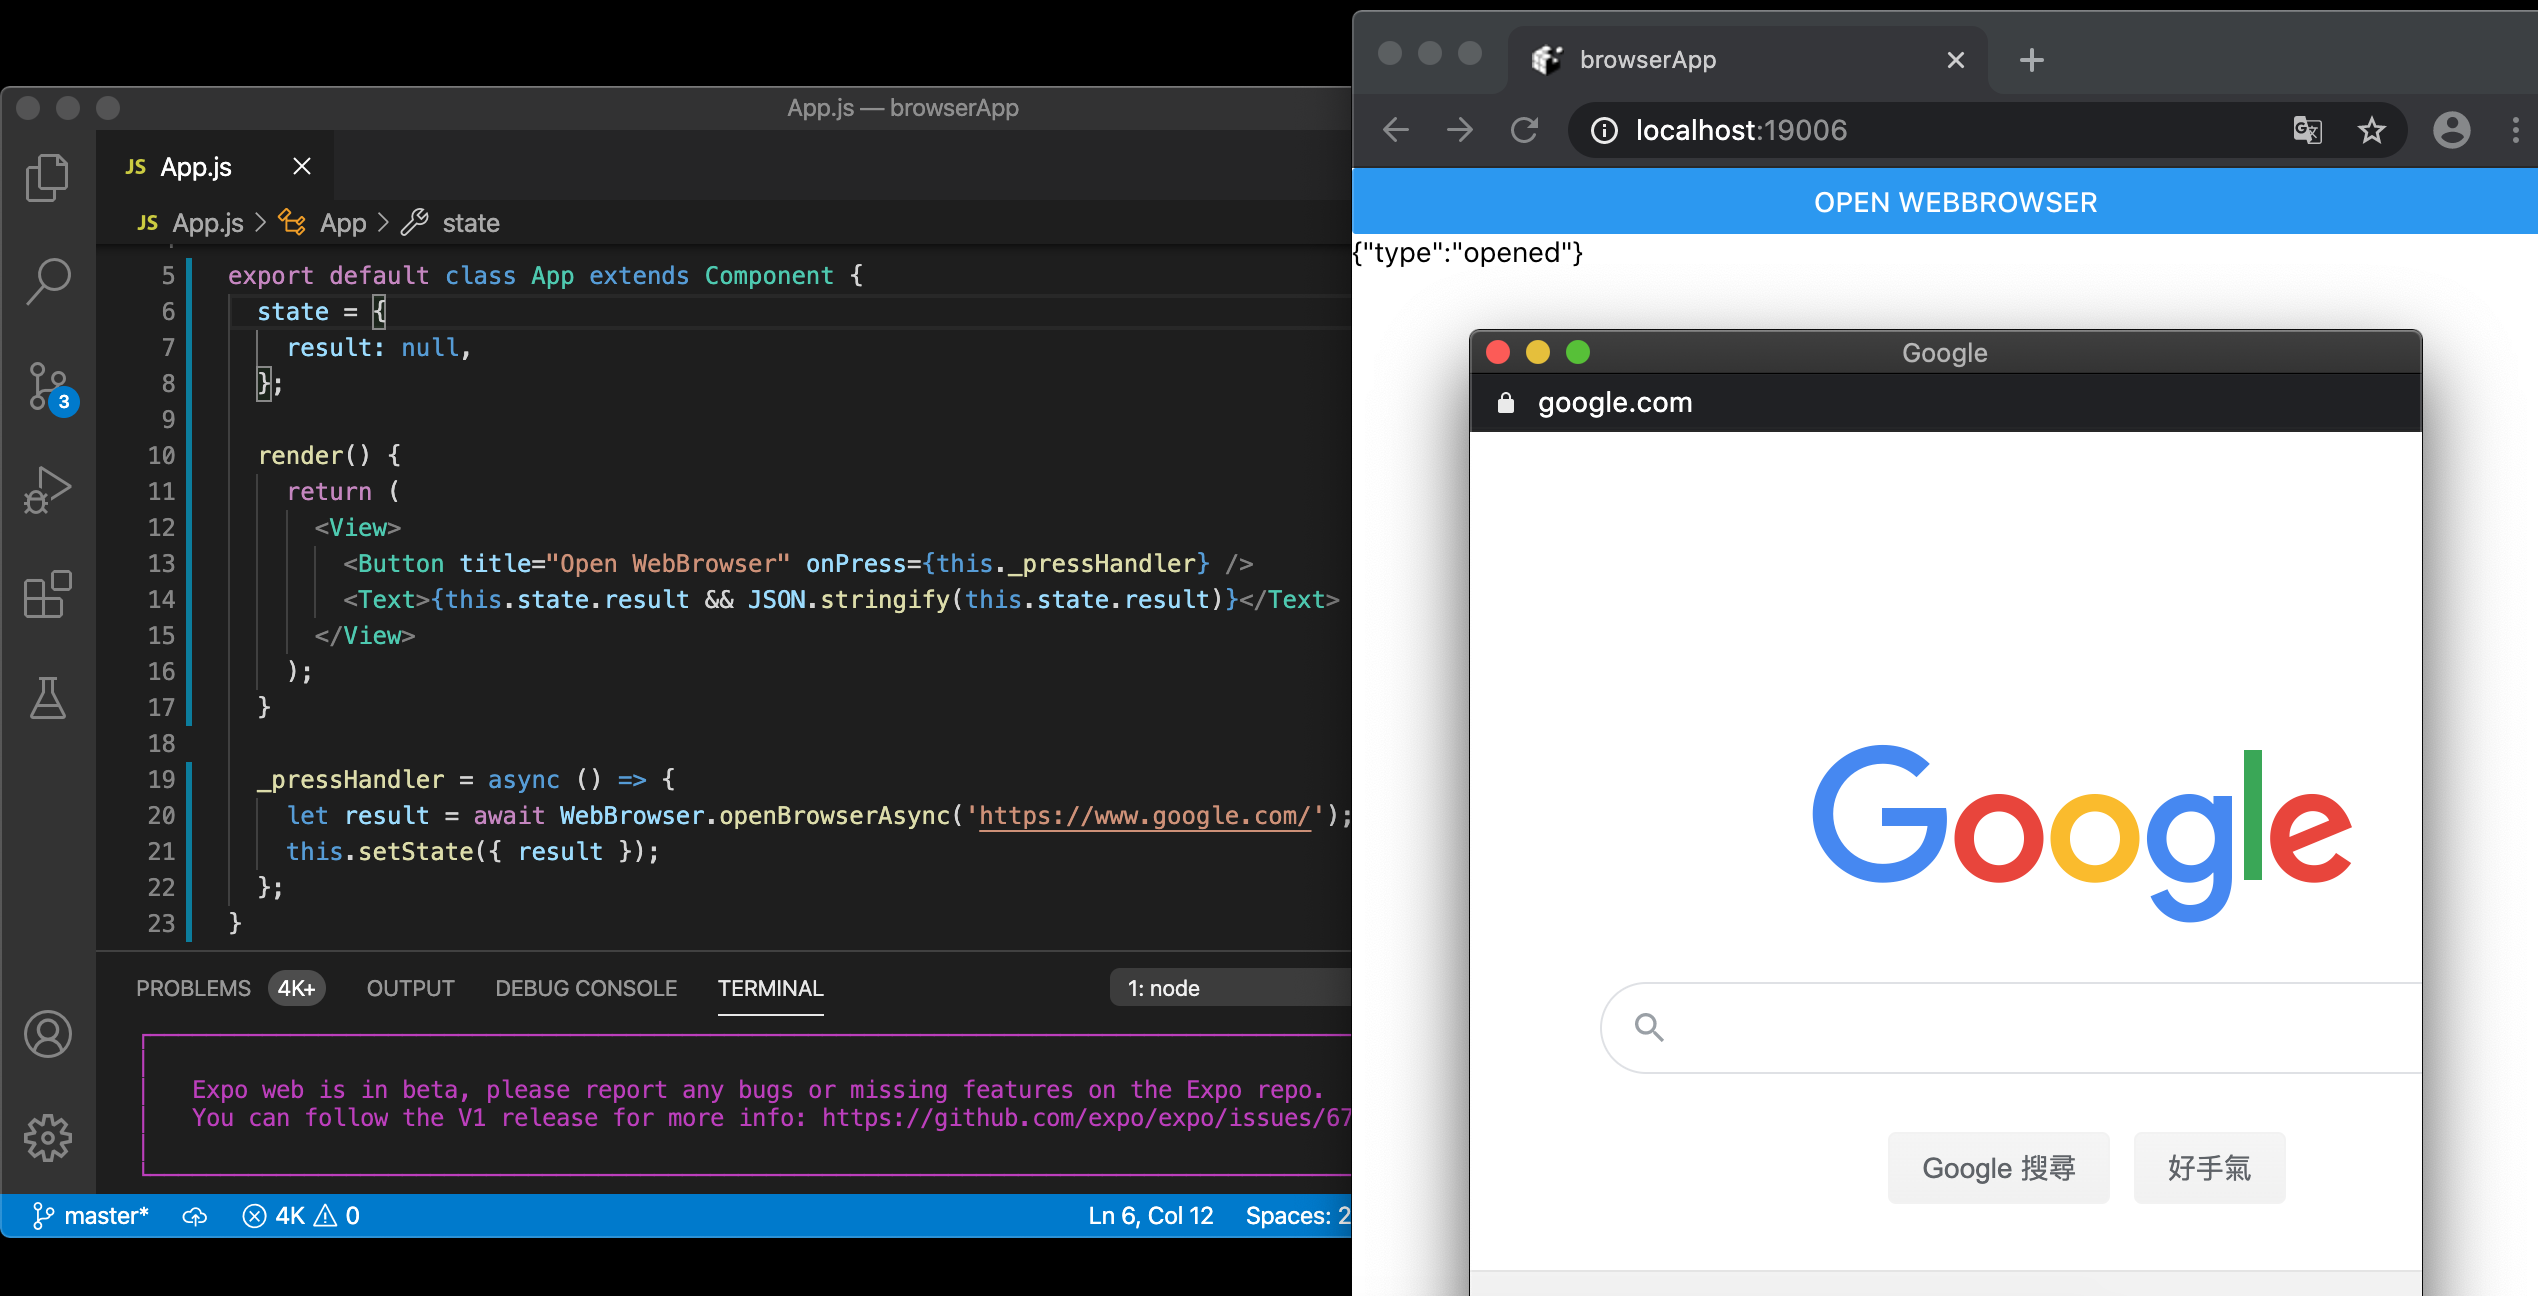 App.js — browserApp
JS App.js
JS App.js > App > state
5 export default class App extends Component {
6 state = {
7 result: null,
8 };
9
10 render() {
11 return (
12 <View>
13 <Button title="Open WebBrowser" onPress={this._pressHandler} />
14 <Text>{this.state.result && JSON.stringify(this.state.result)}</Text>
15 </View>
16 );
17 }
18
19 _pressHandler = async () => {
20 let result = await WebBrowser.openBrowserAsync('https://www.google.com/');
21 this.setState({ result });
22 };
23 }
3
PROBLEMS 4K+ OUTPUT DEBUG CONSOLE TERMINAL 1: node
Expo web is in beta, please report any bugs or missing features on the Expo repo.
You can follow the V1 release for more info: https://github.com/expo/expo/issues/67
master* 4K 0 Ln 6, Col 12 Spaces: 2
browserApp
localhost:19006
OPEN WEBBROWSER
{"type":"opened"}
Google
google.com
Google
Google 搜尋 好手氣